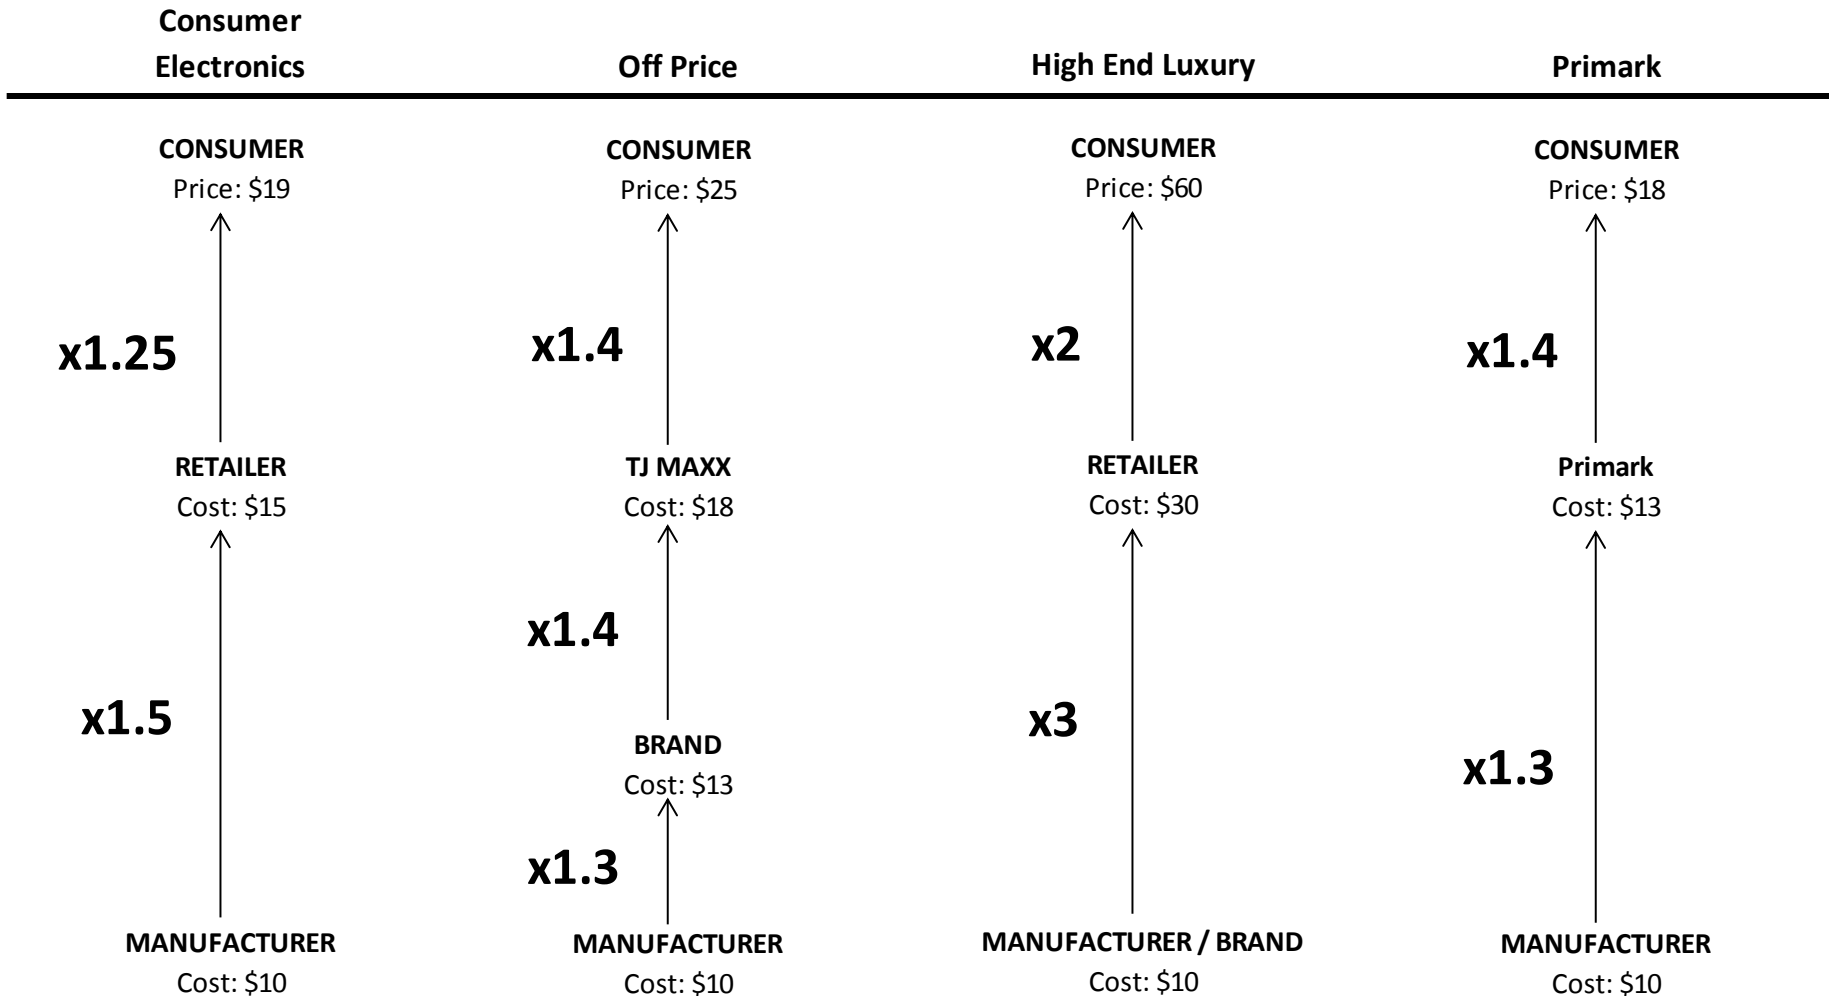 Consumer
Electronics
Off Price
High End Luxury
Primark
CONSUMER
Price: $19
x1.25
RETAILER
Cost: $15
x1.5
MANUFACTURER
Cost: $10
CONSUMER
Price: $25
x1.4
TJ MAXX
Cost: $18
x1.4
BRAND
Cost: $13
x1.3
MANUFACTURER
Cost: $10
CONSUMER
Price: $60
x2
RETAILER
Cost: $30
x3
MANUFACTURER / BRAND
Cost: $10
CONSUMER
Price: $18
x1.4
Primark
Cost: $13
x1.3
MANUFACTURER
Cost: $10